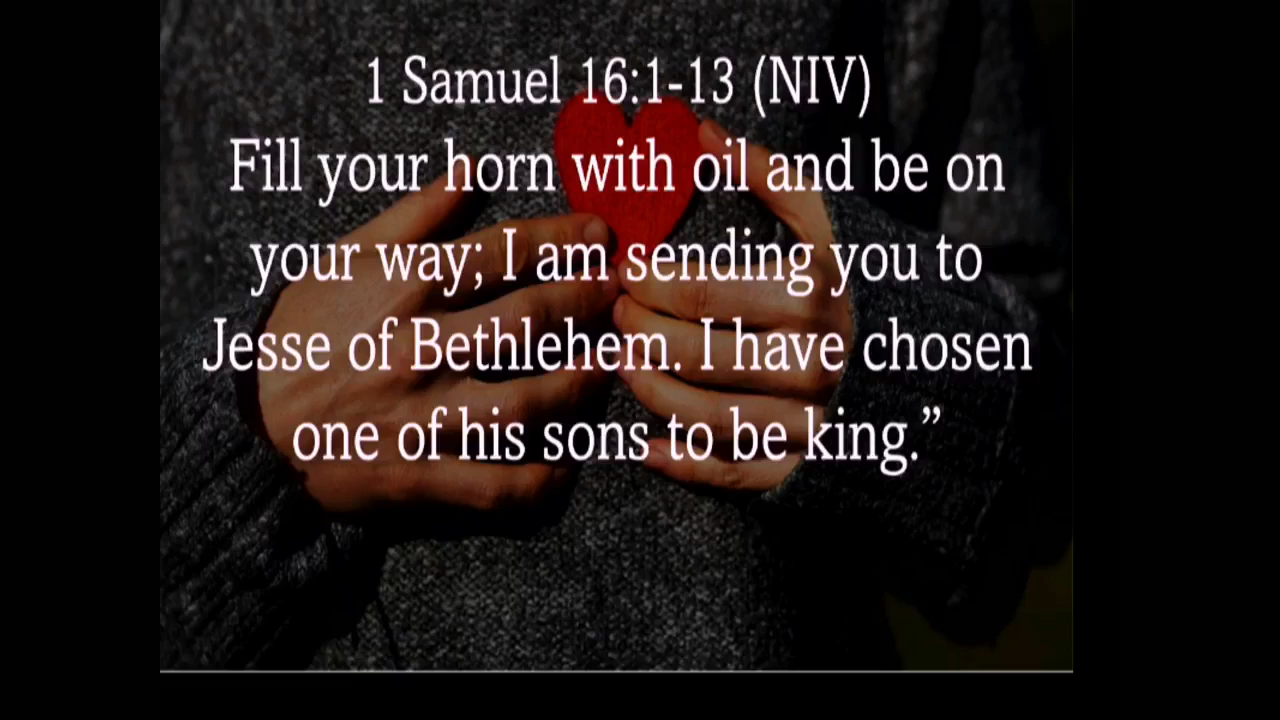 1 Samuel 16:1-13 (NIV)
Fill your horn with oil and be on
your way; I am sending you to
Jesse of Bethlehem. I have chosen
one of his sons to be king.”